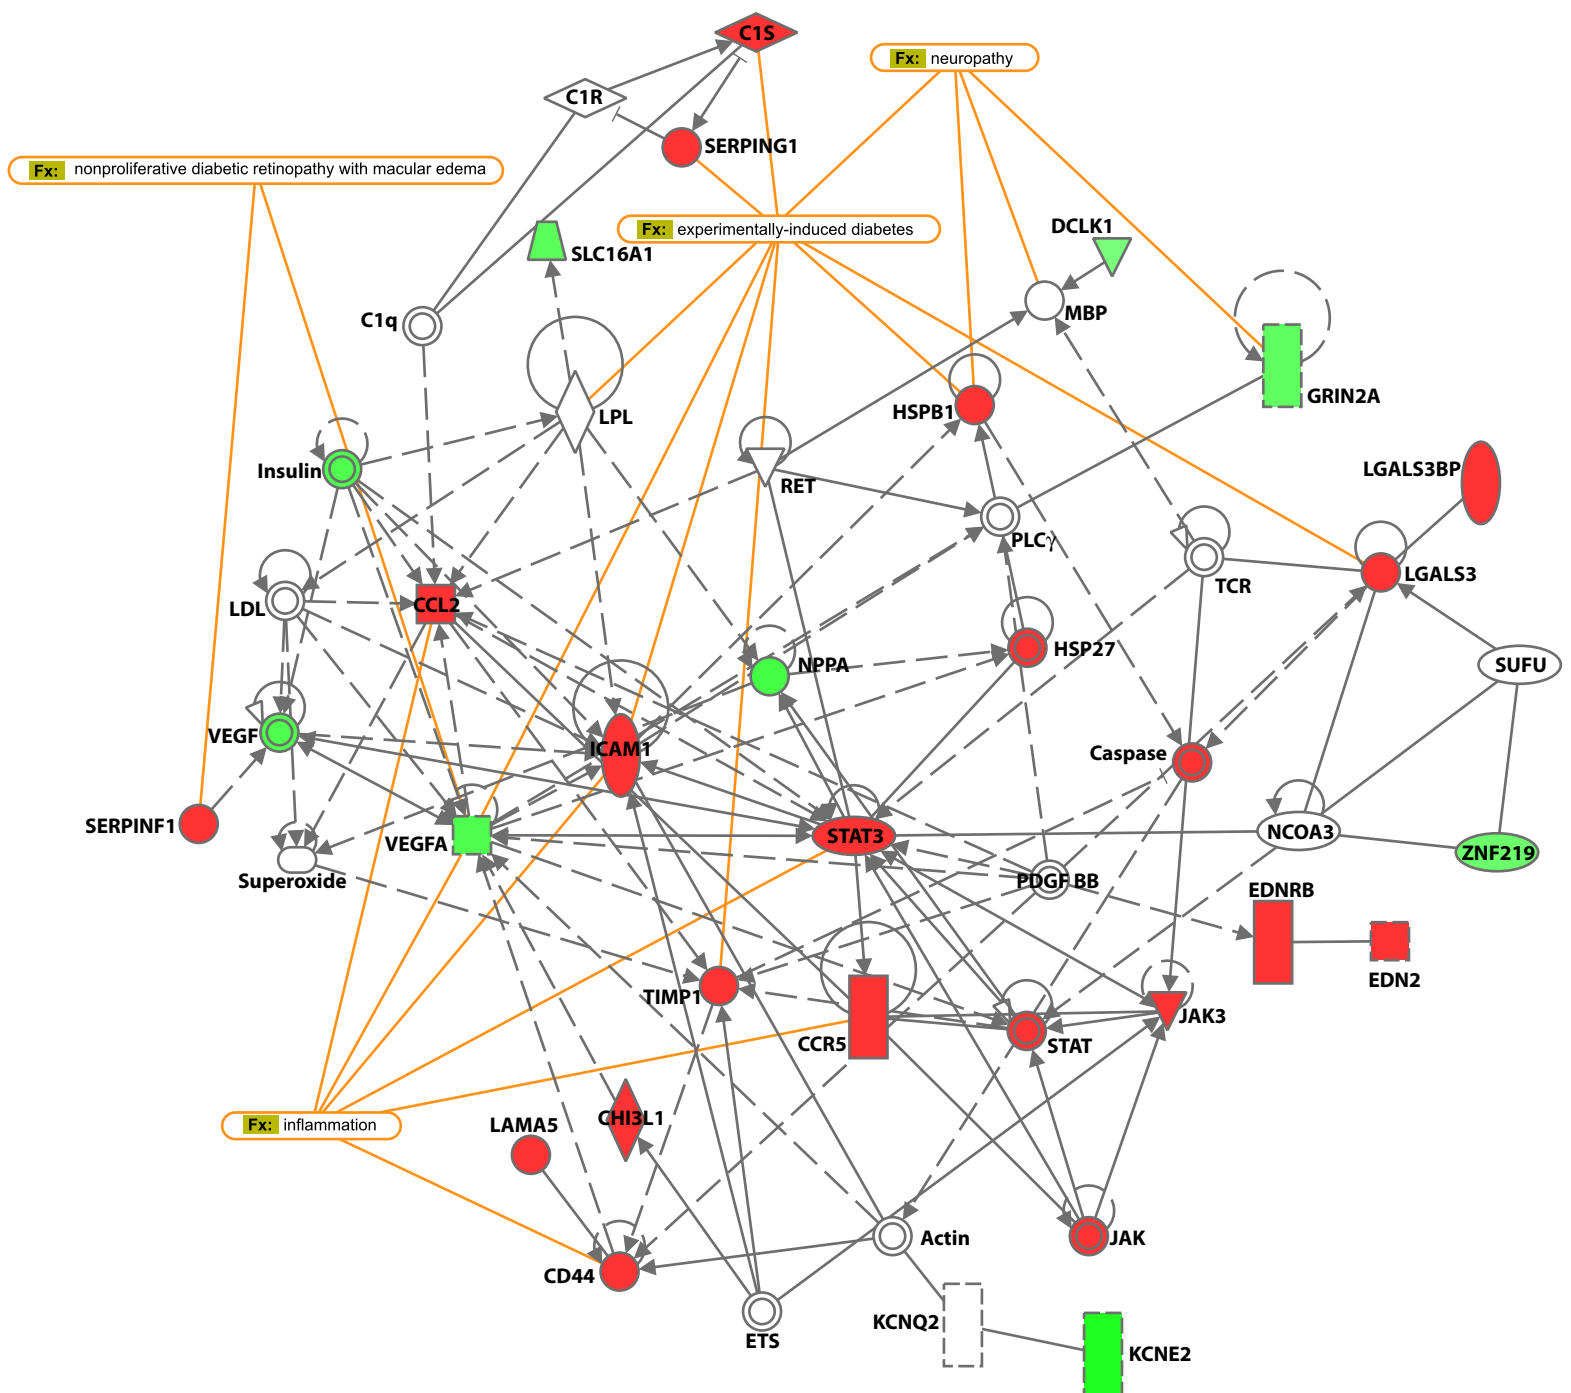 C1S
Fx: neuropathy
C1R
SERPING1
Fx: nonproliferative diabetic retinopathy with macular edema
Fx: experimentally-induced diabetes
DCLK1
SLC16A1
MBP
C1q
GRIN2A
HSPB1
LPL
Insulin
LGALS3BP
RET
PLCγ
LGALS3
TCR
LDL
CCL2
HSP27
NPPA
SUFU
VEGF
ICAM1
Caspase
SERPINF1
VEGFA
STAT3
NCOA3
ZNF219
Superoxide
PDGF BB
EDNRB
EDN2
TIMP1
JAK3
CCR5
STAT
CHI3L1
Fx: inflammation
LAMA5
Actin
JAK
CD44
KCNQ2
ETS
KCNE2